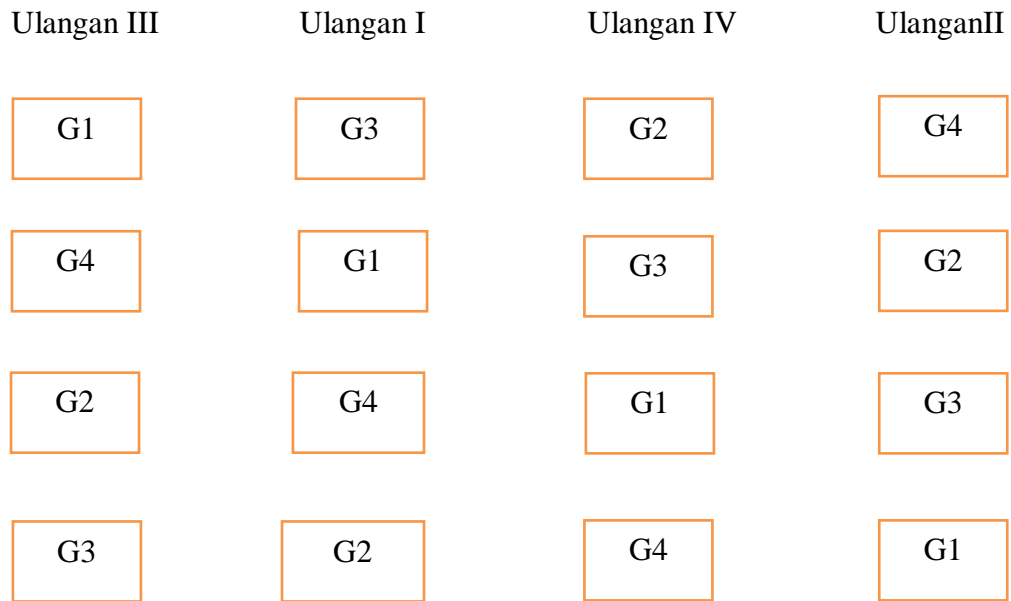 Ulangan III Ulangan I Ulangan IV UlanganII
G1 G3 G2 G4
G4 G1 G3 G2
G2 G4 G1 G3
G3 G2 G4 G1